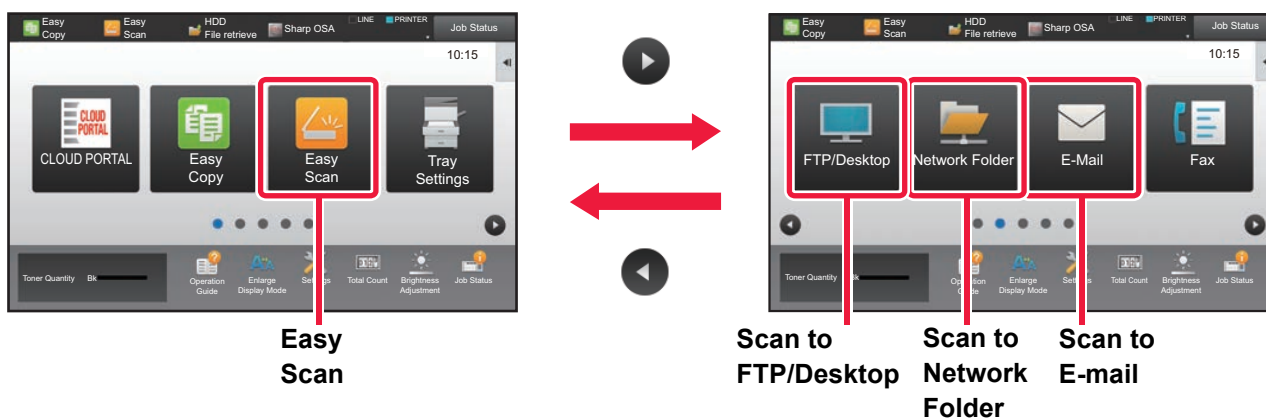 Easy
Copy
Easy
Scan
HDD
File retrieve
Sharp OSA
LINE
PRINTER
Job Status
10:15
CLOUD
PORTAL
CLOUD PORTAL
Easy
Copy
Easy
Scan
Tray
Settings
Toner Quantity Bk
Operation
Guide
Enlarge
Display Mode
Settings
Total Count
Brightness
Adjustment
Job Status
Easy
Scan
Easy
Copy
Easy
Scan
HDD
File retrieve
Sharp OSA
LINE
PRINTER
Job Status
10:15
FTP/Desktop
Network Folder
E-Mail
Fax
Toner Quantity Bk
Operation
Guide
Enlarge
Display Mode
Settings
Total Count
Brightness
Adjustment
Job Status
Scan to
FTP/Desktop
Scan to
Network
Folder
Scan to
E-mail